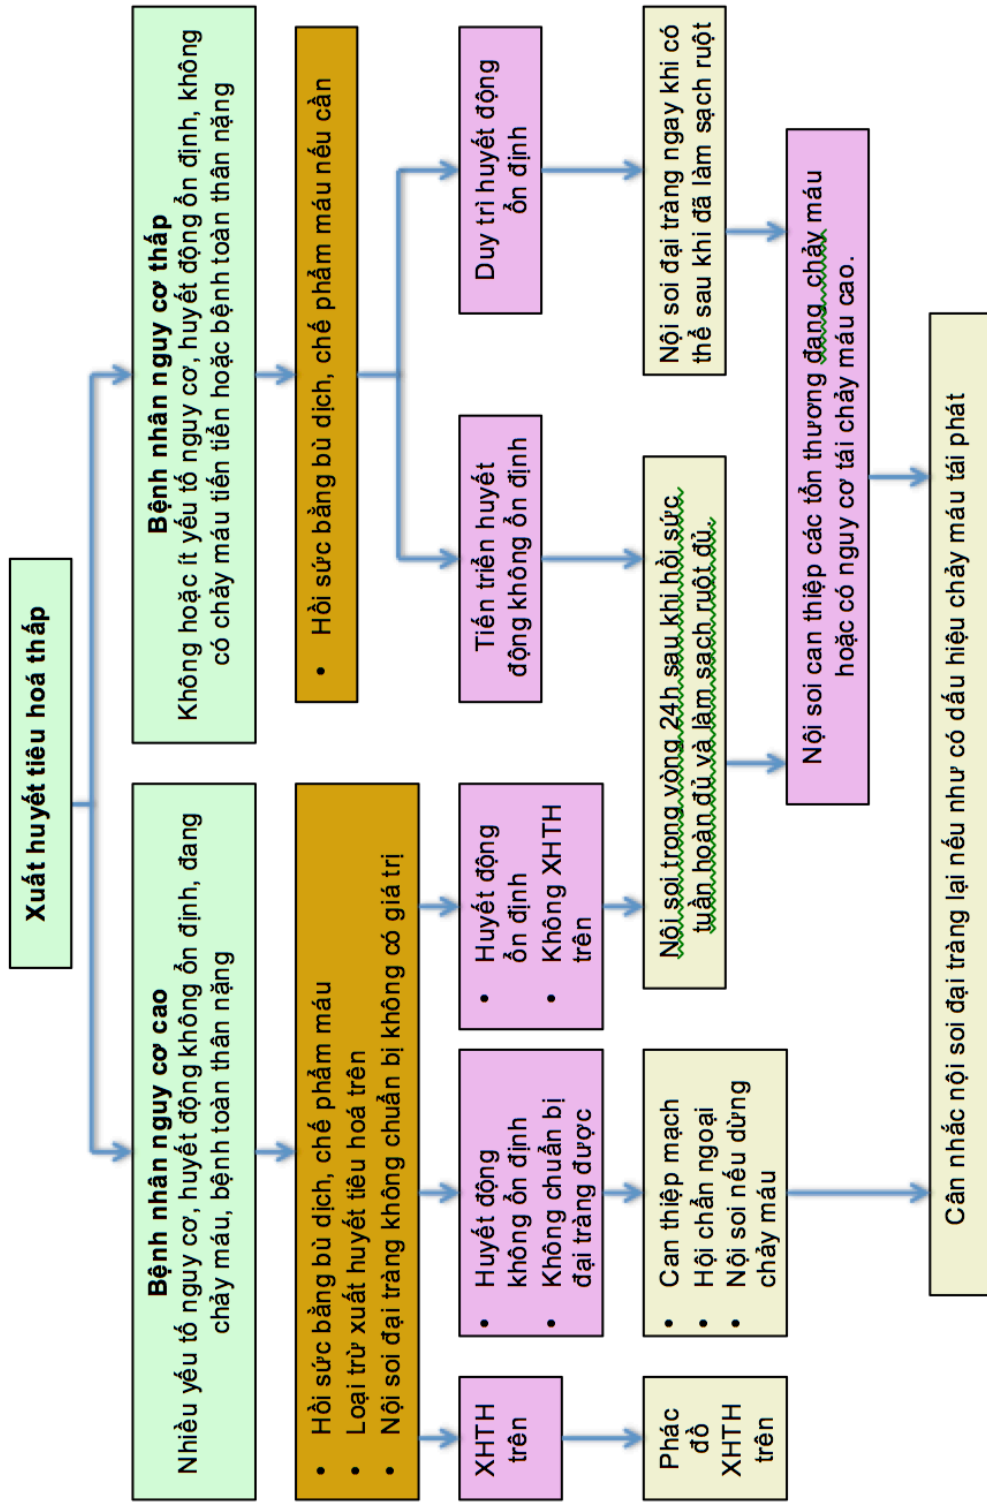 Xuất huyết tiêu hoá thấp
Bệnh nhân nguy cơ cao
Nhiều yếu tố nguy cơ, huyết động không ổn định, đang
chảy máu, bệnh toàn thân nặng
Bệnh nhân nguy cơ thấp
Không hoặc ít yếu tố nguy cơ, huyết động ổn định, không
có chảy máu tiến tiền hoặc bệnh toàn thân nặng
• Hồi sức bằng bù dịch, chế phẩm máu
• Loại trừ xuất huyết tiêu hoá trên
• Nội soi đại tràng không chuẩn bị không có giá trị
• Hồi sức bằng bù dịch, chế phẩm máu nếu cần
XHTH
trên
• Huyết động
không ổn định
• Không chuẩn bị
đại tràng được
• Huyết động
ổn định
• Không XHTH
trên
Tiến triển huyết
động không ổn định
Duy trì huyết động
ổn định
Phác
đồ
XHTH
trên
• Can thiệp mạch
• Hội chẩn ngoại
• Nội soi nếu dừng
chảy máu
Nội soi trong vòng 24h sau khi hồi sức
tuần hoàn đủ và làm sạch ruột đủ.
Nội soi đại tràng ngay khi có
thể sau khi đã làm sạch ruột
Nội soi can thiệp các tổn thương đang chảy máu
hoặc có nguy cơ tái chảy máu cao.
Cân nhắc nội soi đại tràng lại nếu như có dấu hiệu chảy máu tái phát